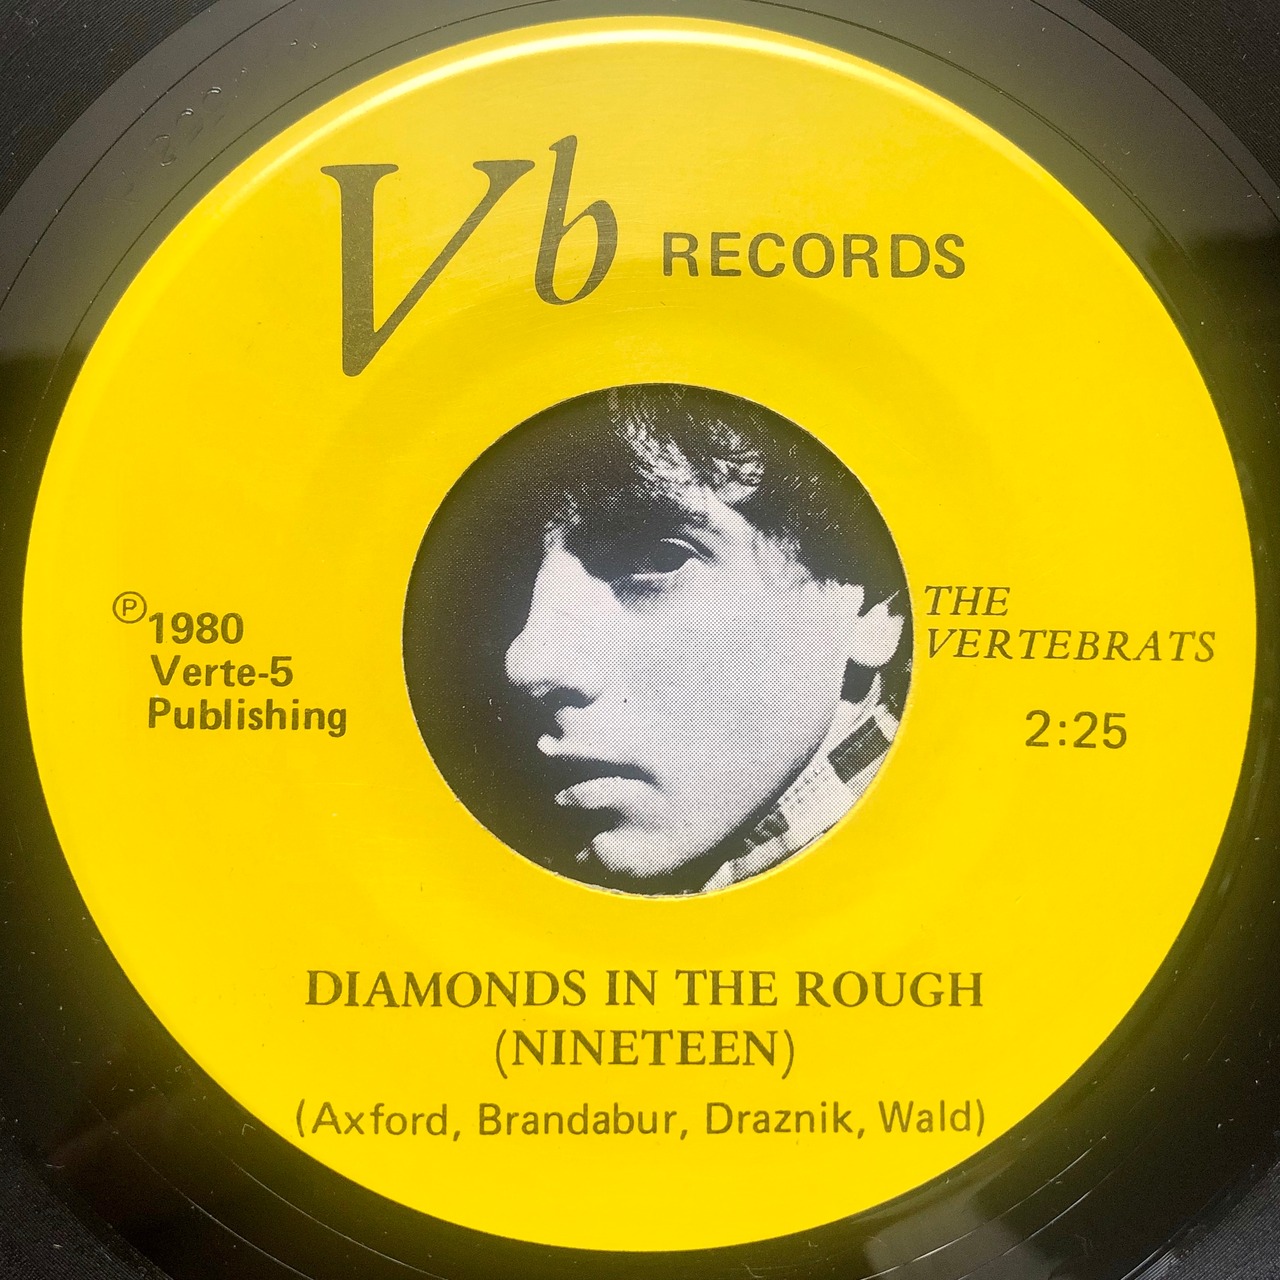 Vb RECORDS
℗1980
Verte-5
Publishing
THE
VERTEBRATS
2:25
DIAMONDS IN THE ROUGH
(NINETEEN)
(Axford, Brandabur, Draznik, Wald)